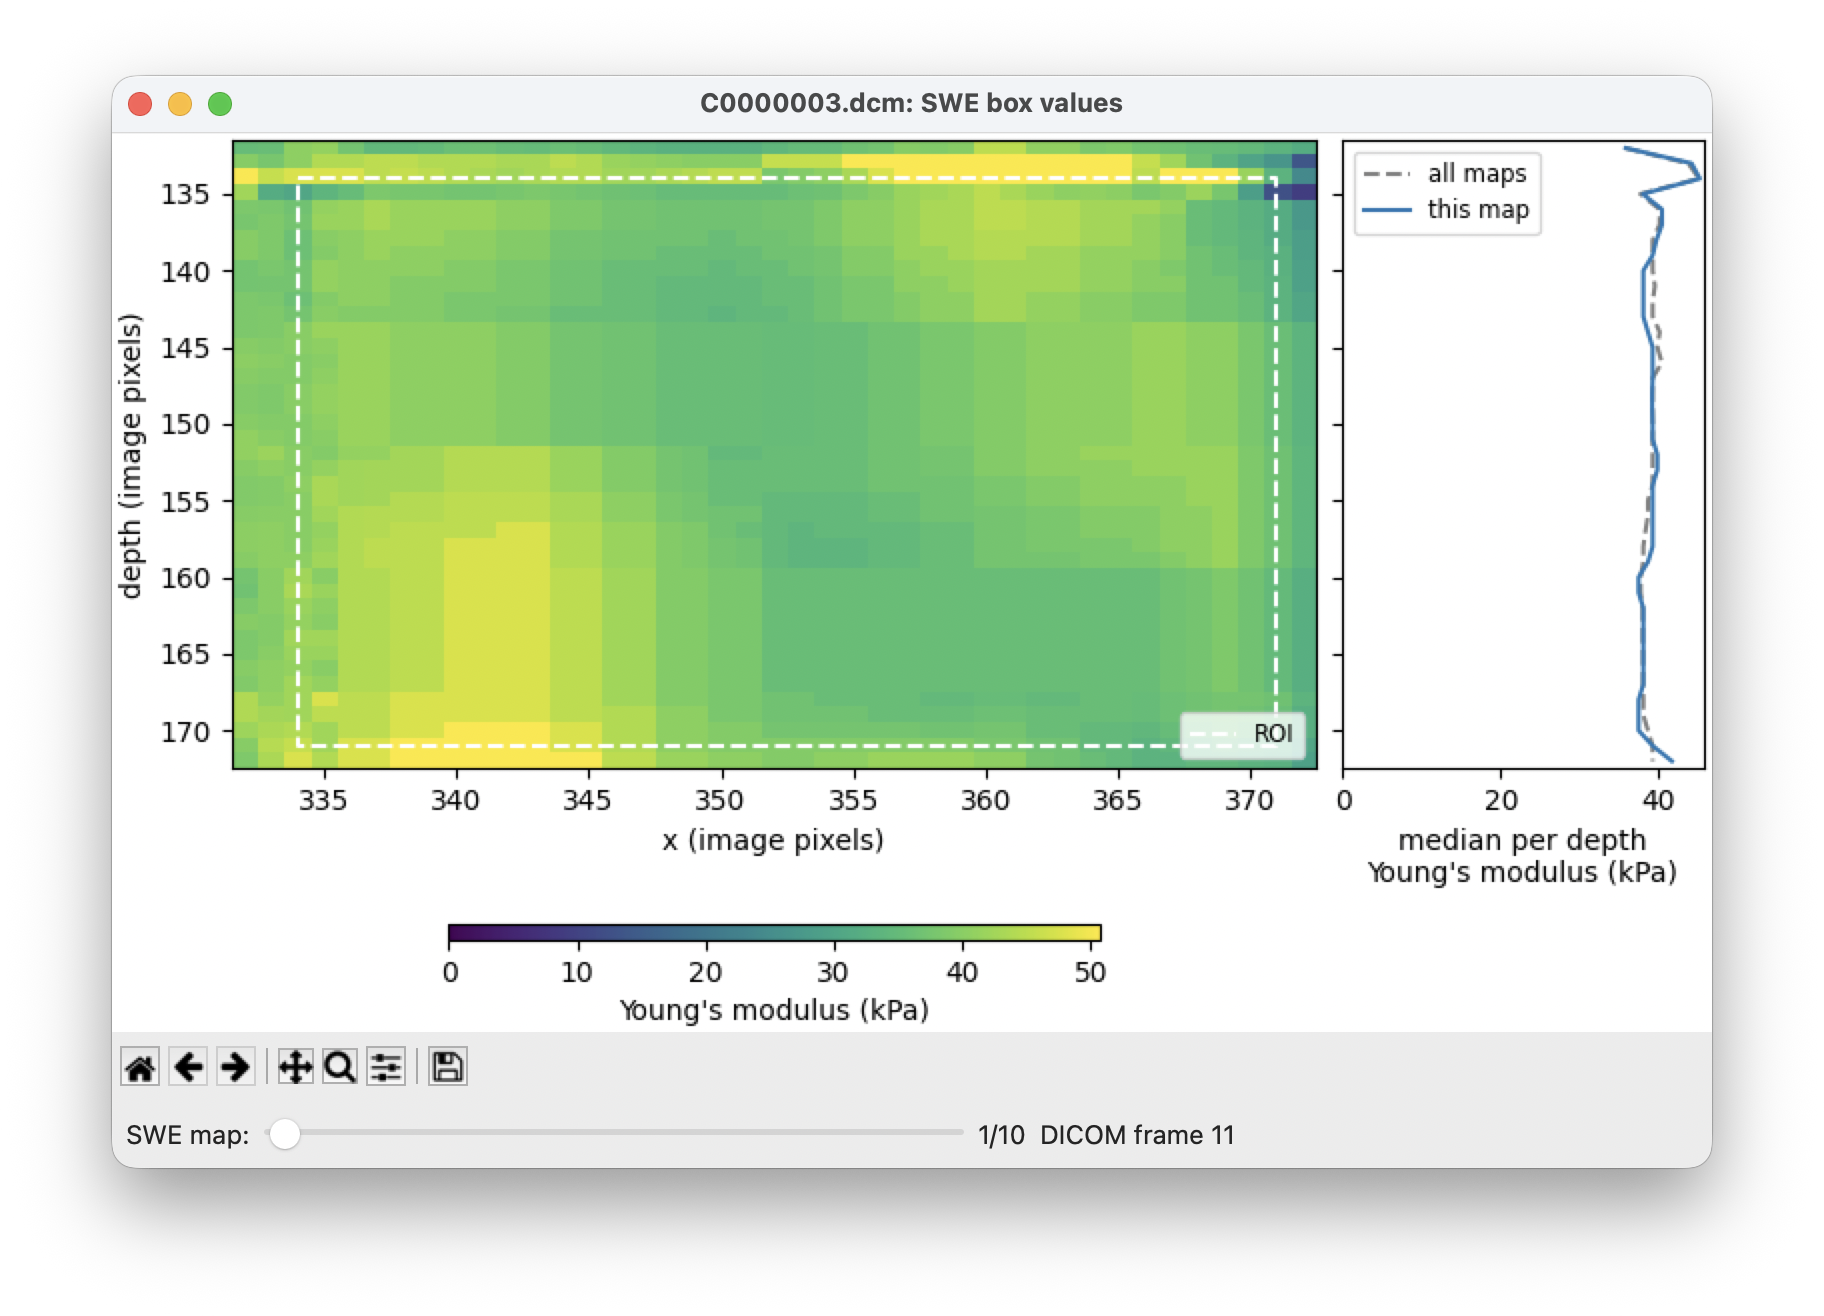 C0000003.dcm: SWE box values
135
140
145
150
155
160
165
170
depth (image pixels)
335
340
345
350
355
360
365
370
x (image pixels)
ROI
all maps
this map
0
20
40
median per depth
Young's modulus (kPa)
0
10
20
30
40
50
Young's modulus (kPa)
SWE map:
1/10 DICOM frame 11